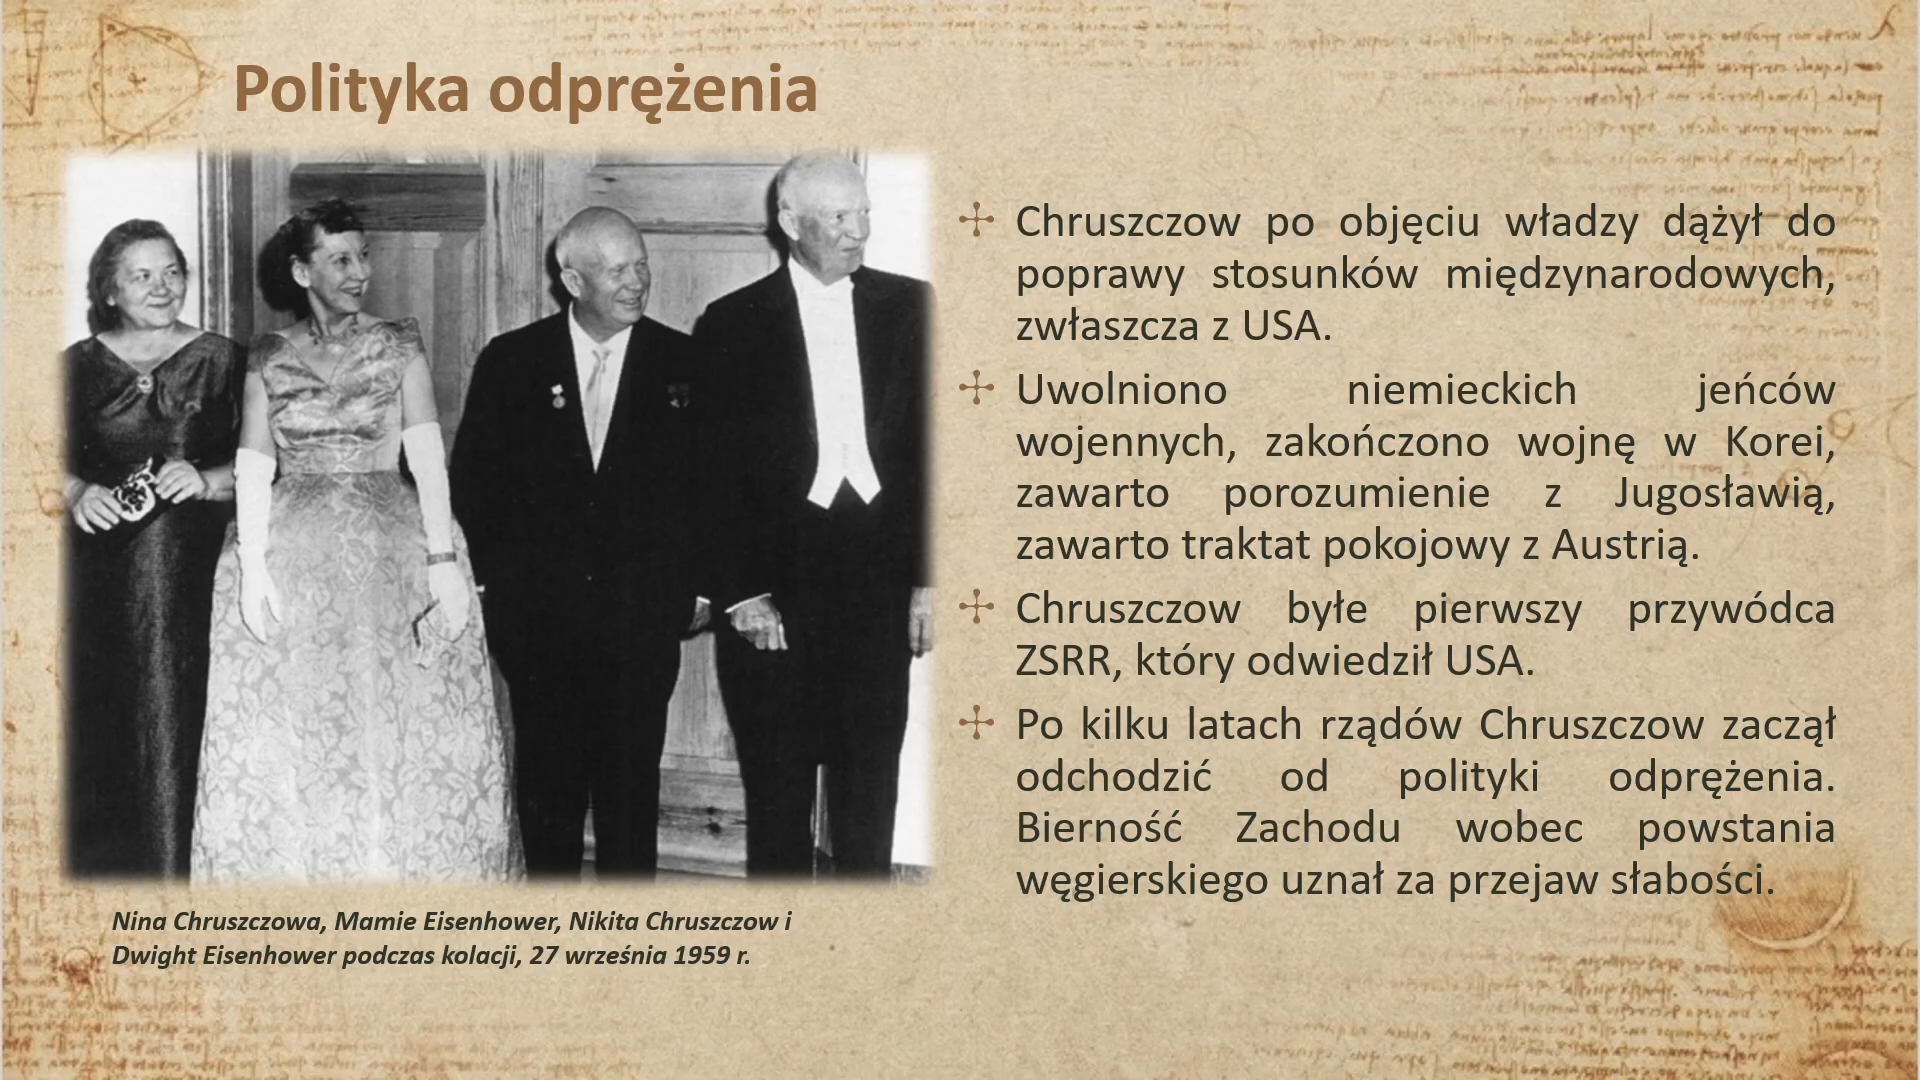 Polityka odprężenia
Chruszczow po objęciu władzy dążył do
poprawy stosunków międzynarodowych,
zwłaszcza z USA.
Uwolniono niemieckich jeńców
wojennych, zakończono wojnę w Korei,
zawarto porozumienie z Jugosławią,
zawarto traktat pokojowy z Austrią.
Chruszczow byłe pierwszy przywódca
ZSRR, który odwiedził USA.
Po kilku latach rządów Chruszczow zaczął
odchodzić od polityki odprężenia.
Bierność Zachodu wobec powstania
węgierskiego uznał za przejaw słabości.
Nina Chruszczowa, Mamie Eisenhower, Nikita Chruszczow i
Dwight Eisenhower podczas kolacji, 27 września 1959 r.